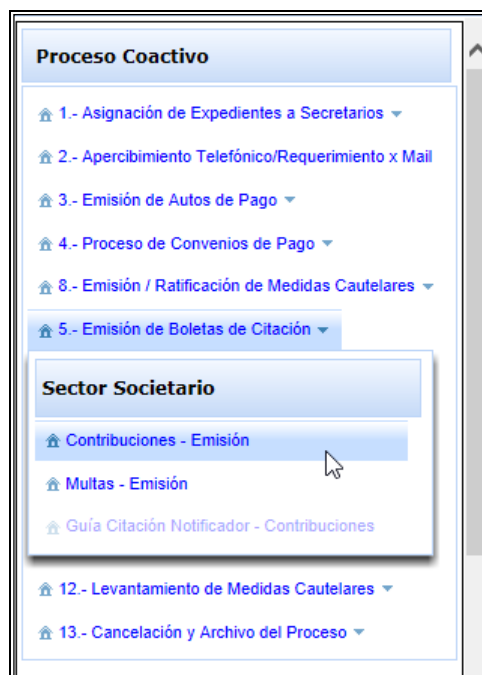 Proceso Coactivo
1.- Asignación de Expedientes a Secretarios
2.- Apercibimiento Telefónico/Requerimiento x Mail
3.- Emisión de Autos de Pago
4.- Proceso de Convenios de Pago
8.- Emisión / Ratificación de Medidas Cautelares
5.- Emisión de Boletas de Citación
Sector Societario
Contribuciones - Emisión
Multas - Emisión
Guía Citación Notificador - Contribuciones
12.- Levantamiento de Medidas Cautelares
13.- Cancelación y Archivo del Proceso